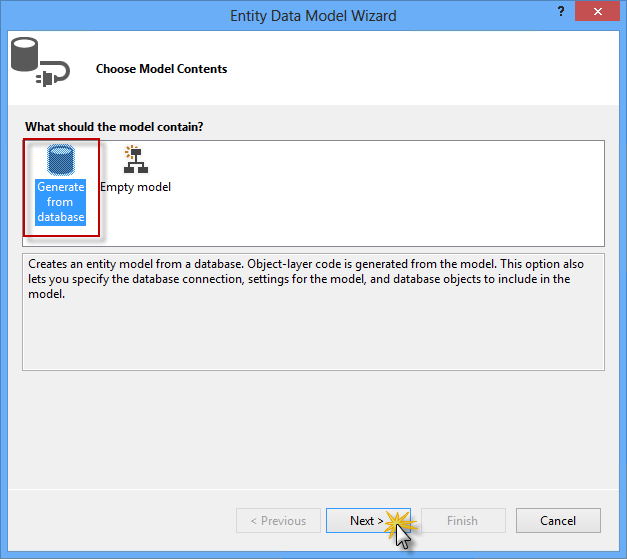 Entity Data Model Wizard
?
Choose Model Contents
What should the model contain?
Generate
from
database
Empty model
Creates an entity model from a database. Object-layer code is generated from the model. This option also
lets you specify the database connection, settings for the model, and database objects to include in the
model.
< Previous
Next >
Finish
Cancel